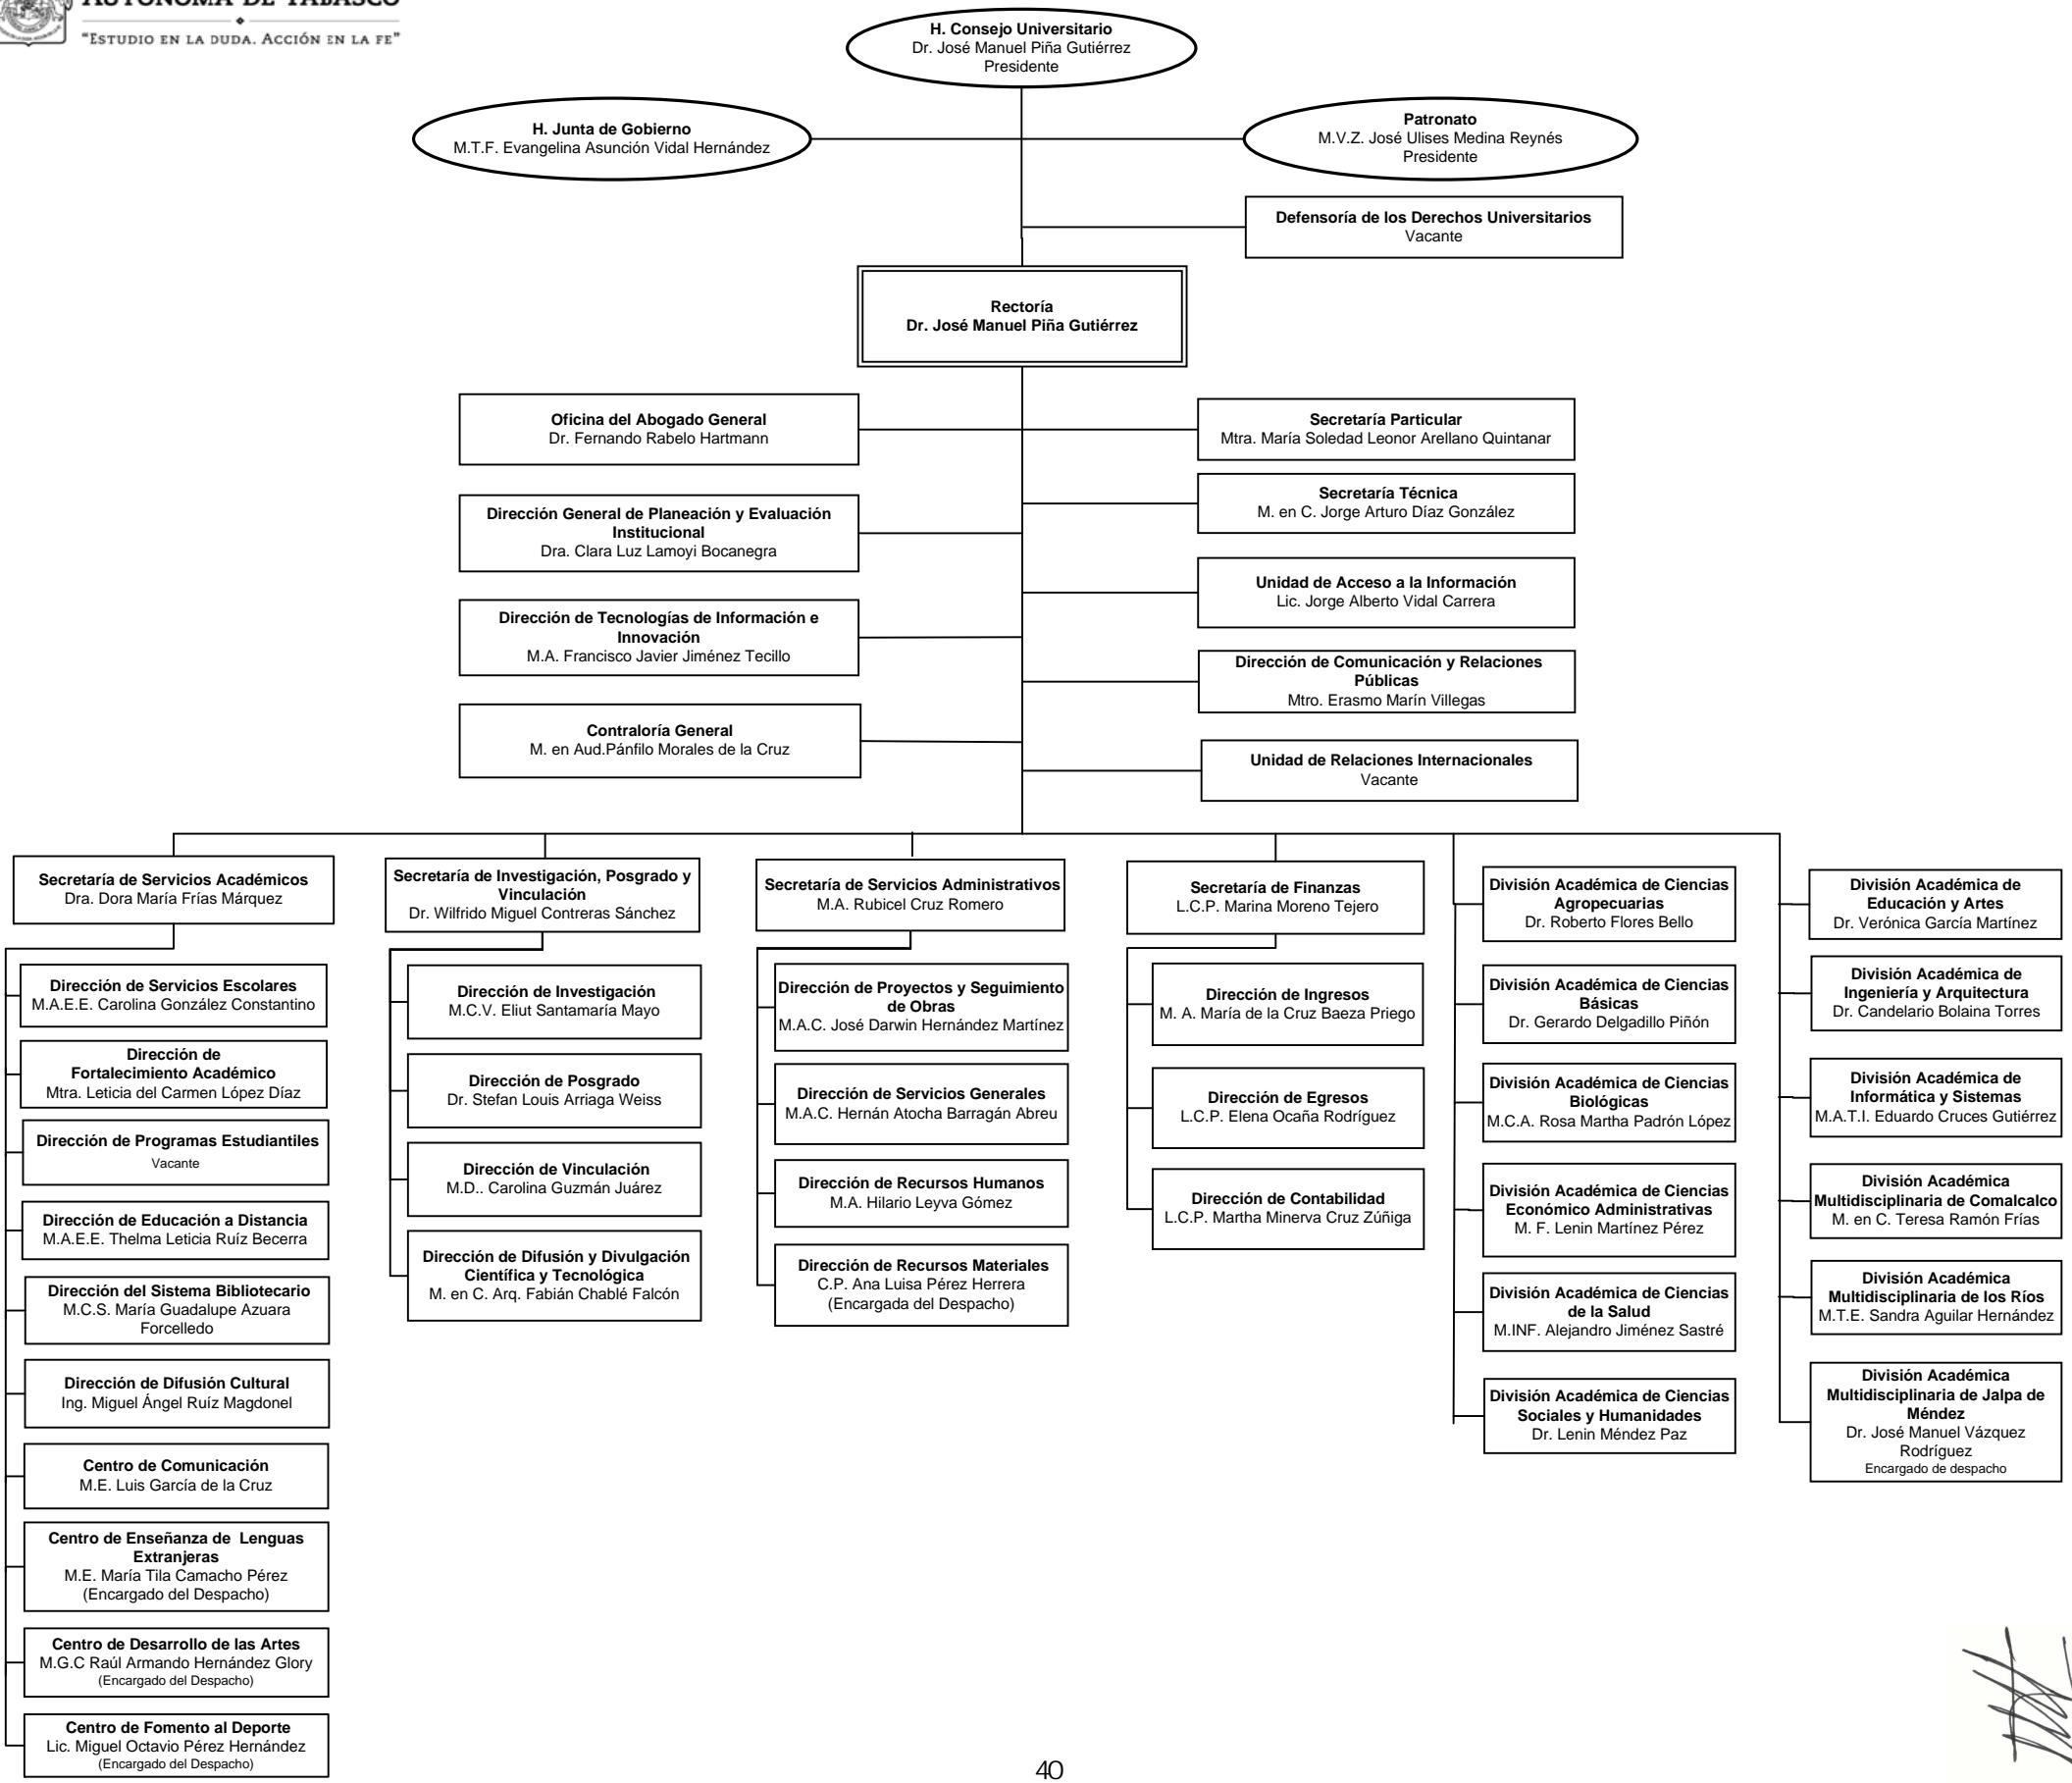 AUTÓNOMA DE TABASCO
"ESTUDIO EN LA DUDA. ACCIÓN EN LA FE"
H. Consejo Universitario
Dr. José Manuel Piña Gutiérrez
Presidente
H. Junta de Gobierno
M.T.F. Evangelina Asunción Vidal Hernández
Patronato
M.V.Z. José Ulises Medina Reynés
Presidente
Defensoría de los Derechos Universitarios
Vacante
Rectoría
Dr. José Manuel Piña Gutiérrez
Oficina del Abogado General
Dr. Fernando Rabelo Hartmann
Secretaría Particular
Mtra. María Soledad Leonor Arellano Quintanar
Dirección General de Planeación y Evaluación
Institucional
Dra. Clara Luz Lamoyi Bocanegra
Secretaría Técnica
M. en C. Jorge Arturo Díaz González
Dirección de Tecnologías de Información e
Innovación
M.A. Francisco Javier Jiménez Tecillo
Unidad de Acceso a la Información
Lic. Jorge Alberto Vidal Carrera
Contraloría General
M. en Aud.Pánfilo Morales de la Cruz
Dirección de Comunicación y Relaciones
Públicas
Mtro. Erasmo Marín Villegas
Unidad de Relaciones Internacionales
Vacante
Secretaría de Servicios Académicos
Dra. Dora María Frías Márquez
Dirección de Servicios Escolares
M.A.E.E. Carolina González Constantino
Dirección de
Fortalecimiento Académico
Mtra. Leticia del Carmen López Díaz
Dirección de Programas Estudiantiles
Vacante
Dirección de Educación a Distancia
M.A.E.E. Thelma Leticia Ruíz Becerra
Dirección del Sistema Bibliotecario
M.C.S. María Guadalupe Azuara
Forcelledo
Dirección de Difusión Cultural
Ing. Miguel Ángel Ruíz Magdonel
Centro de Comunicación
M.E. Luis García de la Cruz
Centro de Enseñanza de Lenguas
Extranjeras
M.E. María Tila Camacho Pérez
(Encargado del Despacho)
Centro de Desarrollo de las Artes
M.G.C Raúl Armando Hernández Glory
(Encargado del Despacho)
Centro de Fomento al Deporte
Lic. Miguel Octavio Pérez Hernández
(Encargado del Despacho)
Secretaría de Investigación, Posgrado y
Vinculación
Dr. Wilfrido Miguel Contreras Sánchez
Dirección de Investigación
M.C.V. Eliut Santamaría Mayo
Dirección de Posgrado
Dr. Stefan Louis Arriaga Weiss
Dirección de Vinculación
M.D.. Carolina Guzmán Juárez
Dirección de Difusión y Divulgación
Científica y Tecnológica
M. en C. Arq. Fabián Chablé Falcón
Secretaría de Servicios Administrativos
M.A. Rubicel Cruz Romero
Dirección de Proyectos y Seguimiento
de Obras
M.A.C. José Darwin Hernández Martínez
Dirección de Servicios Generales
M.A.C. Hernán Atocha Barragán Abreu
Dirección de Recursos Humanos
M.A. Hilario Leyva Gómez
Dirección de Recursos Materiales
C.P. Ana Luisa Pérez Herrera
(Encargada del Despacho)
Secretaría de Finanzas
L.C.P. Marina Moreno Tejero
Dirección de Ingresos
M. A. María de la Cruz Baeza Priego
Dirección de Egresos
L.C.P. Elena Ocaña Rodríguez
Dirección de Contabilidad
L.C.P. Martha Minerva Cruz Zúñiga
División Académica de Ciencias
Agropecuarias
Dr. Roberto Flores Bello
División Académica de Ciencias
Básicas
Dr. Gerardo Delgadillo Piñón
División Académica de Ciencias
Biológicas
M.C.A. Rosa Martha Padrón López
División Académica de Ciencias
Económico Administrativas
M. F. Lenin Martínez Pérez
División Académica de Ciencias
de la Salud
M.INF. Alejandro Jiménez Sastré
División Académica de Ciencias
Sociales y Humanidades
Dr. Lenin Méndez Paz
División Académica de
Educación y Artes
Dr. Verónica García Martínez
División Académica de
Ingeniería y Arquitectura
Dr. Candelario Bolaina Torres
División Académica de
Informática y Sistemas
M.A.T.I. Eduardo Cruces Gutiérrez
División Académica
Multidisciplinaria de Comalcalco
M. en C. Teresa Ramón Frías
División Académica
Multidisciplinaria de los Ríos
M.T.E. Sandra Aguilar Hernández
División Académica
Multidisciplinaria de Jalpa de
Méndez
Dr. José Manuel Vázquez
Rodríguez
Encargado de despacho
40